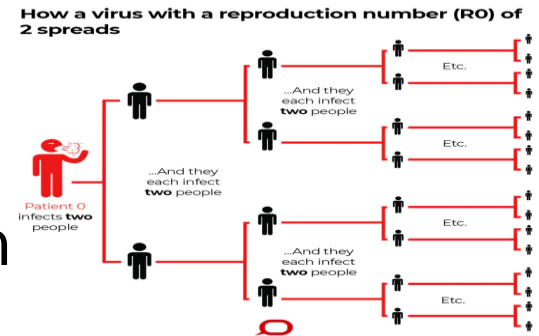 How a virus with a reproduction number (R0) of
2 spreads
Etc.
...And they
each infect
two people
Etc.
...And they
each infect
two people
Patient 0
infects two
people
n
Etc.
...And they
each infect
two people
Etc.